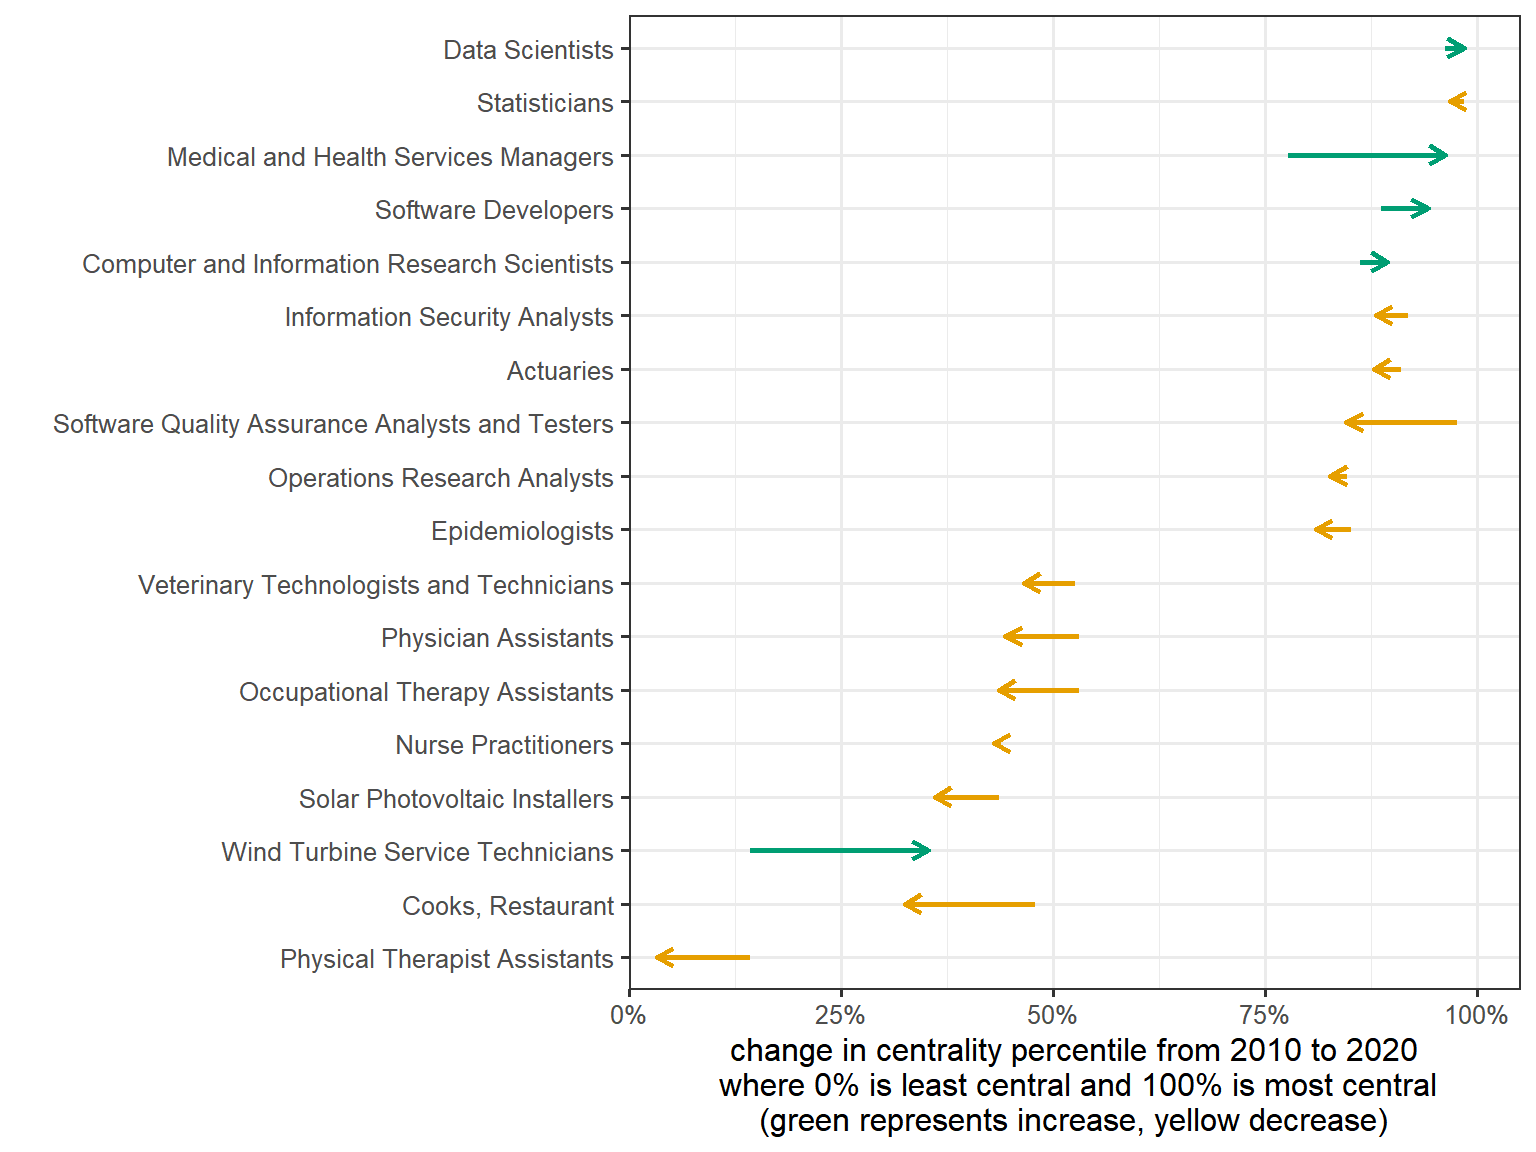 Data Scientists
Statisticians
Medical and Health Services Managers
Software Developers
Computer and Information Research Scientists
Information Security Analysts
Actuaries
Software Quality Assurance Analysts and Testers
Operations Research Analysts
Epidemiologists
Veterinary Technologists and Technicians
Physician Assistants
Occupational Therapy Assistants
Nurse Practitioners
Solar Photovoltaic Installers
Wind Turbine Service Technicians
Cooks, Restaurant
Physical Therapist Assistants
0% 25% 50% 75% 100%
change in centrality percentile from 2010 to 2020
where 0% is least central and 100% is most central
(green represents increase, yellow decrease)